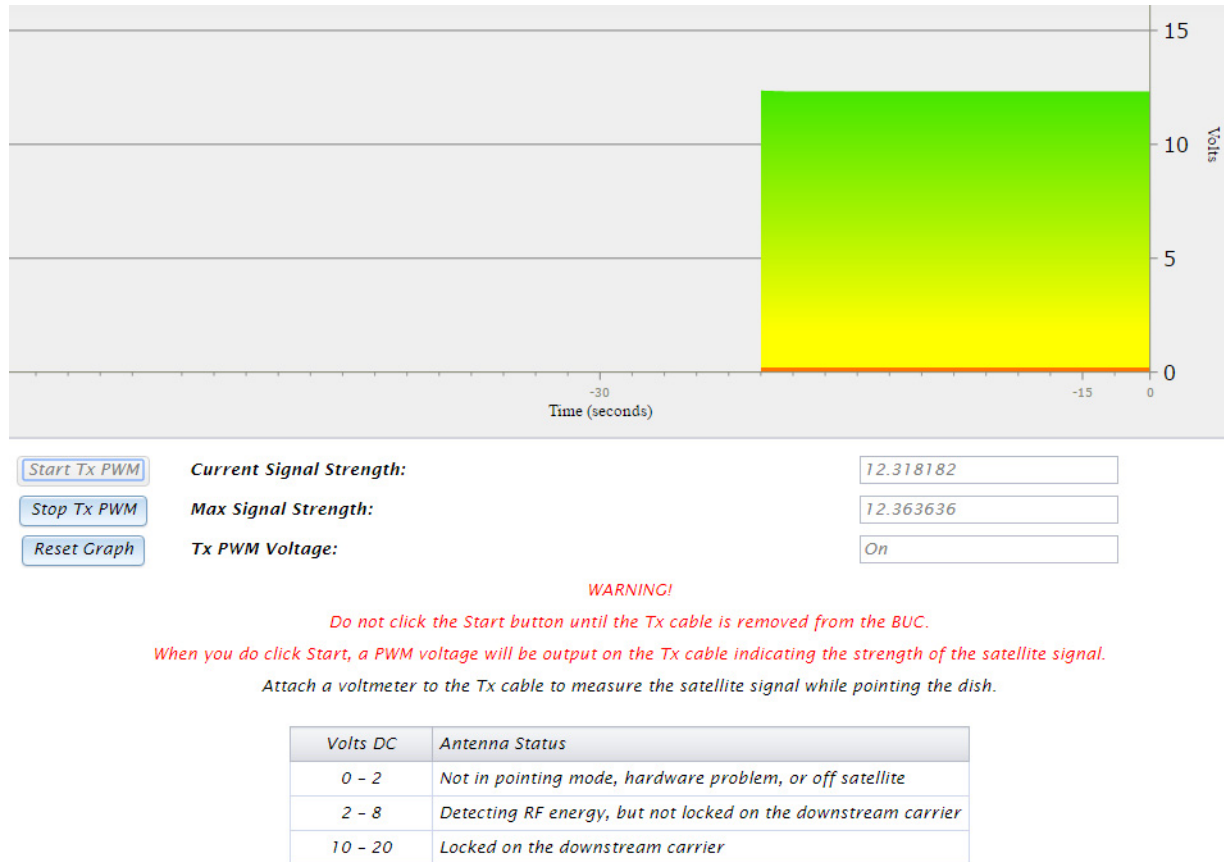 15
10
Volts
5
0
-30
-15
0
Time (seconds)
Start Tx PWM
Current Signal Strength:
12.318182
Stop Tx PWM
Max Signal Strength:
12.363636
Reset Graph
Tx PWM Voltage:
On
WARNING!
Do not click the Start button until the Tx cable is removed from the BUC.
When you do click Start, a PWM voltage will be output on the Tx cable indicating the strength of the satellite signal.
Attach a voltmeter to the Tx cable to measure the satellite signal while pointing the dish.
Volts DC
Antenna Status
0 – 2
Not in pointing mode, hardware problem, or off satellite
2 – 8
Detecting RF energy, but not locked on the downstream carrier
10 – 20
Locked on the downstream carrier